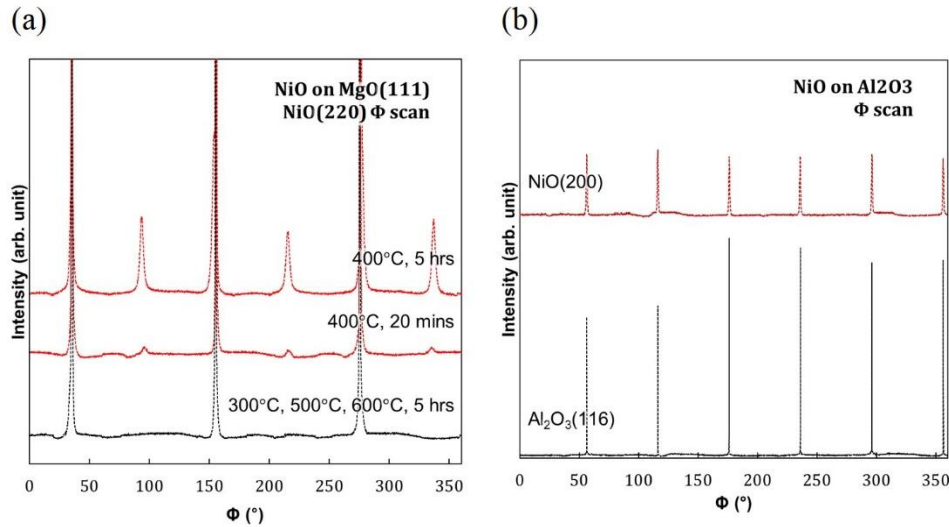 (a)
NiO on MgO(111)
NiO(220) Φ scan
400°C, 5 hrs
400°C, 20 mins
300°C, 500°C, 600°C, 5 hrs
Intensity (arb. unit)
0 50 100 150 200 250 300 350
Φ (°)
(b)
NiO on Al2O3
Φ scan
NiO(200)
Al₂O₃(116)
Intensity (arb. unit)
0 50 100 150 200 250 300 350
Φ (°)